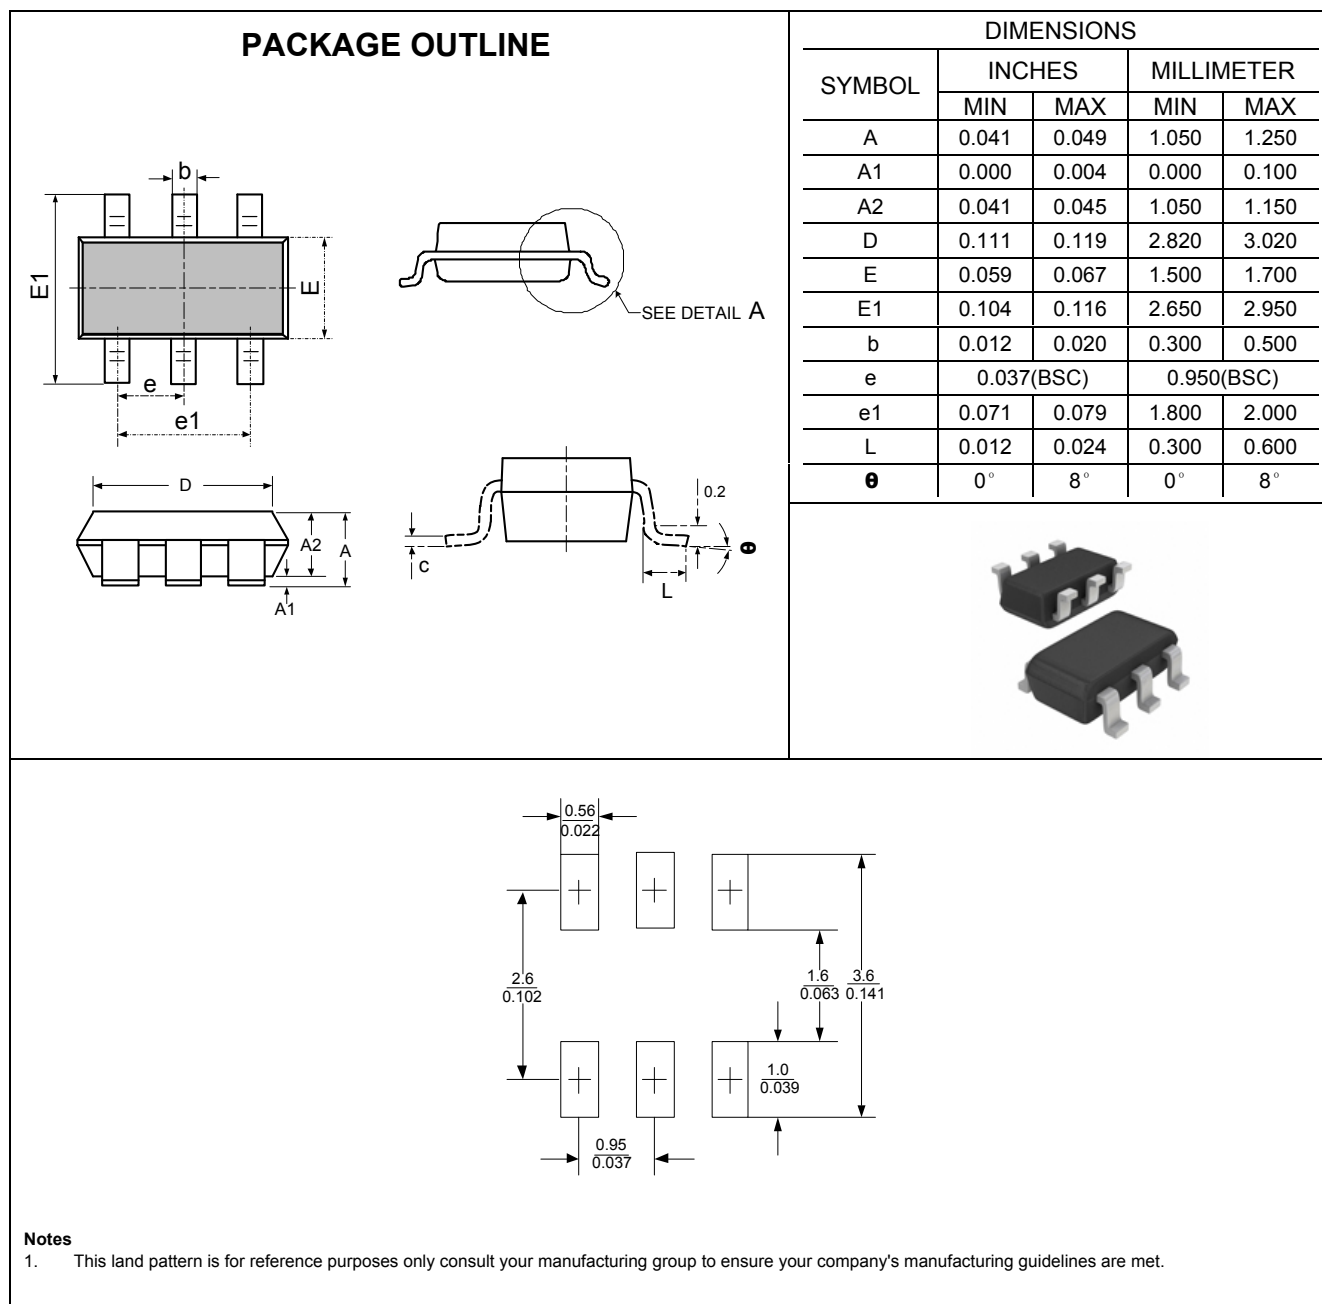 PACKAGE OUTLINE
b
E1
E
e
e1
SEE DETAIL A
D
A2
A
A1
c
0.2
θ
L
DIMENSIONS
SYMBOL INCHES MILLIMETER
MIN MAX MIN MAX
A 0.041 0.049 1.050 1.250
A1 0.000 0.004 0.000 0.100
A2 0.041 0.045 1.050 1.150
D 0.111 0.119 2.820 3.020
E 0.059 0.067 1.500 1.700
E1 0.104 0.116 2.650 2.950
b 0.012 0.020 0.300 0.500
e 0.037(BSC) 0.950(BSC)
e1 0.071 0.079 1.800 2.000
L 0.012 0.024 0.300 0.600
θ 0° 8° 0° 8°
0.56
0.022
2.6
0.102
1.6
0.063
3.6
0.141
1.0
0.039
0.95
0.037
Notes
1. This land pattern is for reference purposes only consult your manufacturing group to ensure your company's manufacturing guidelines are met.